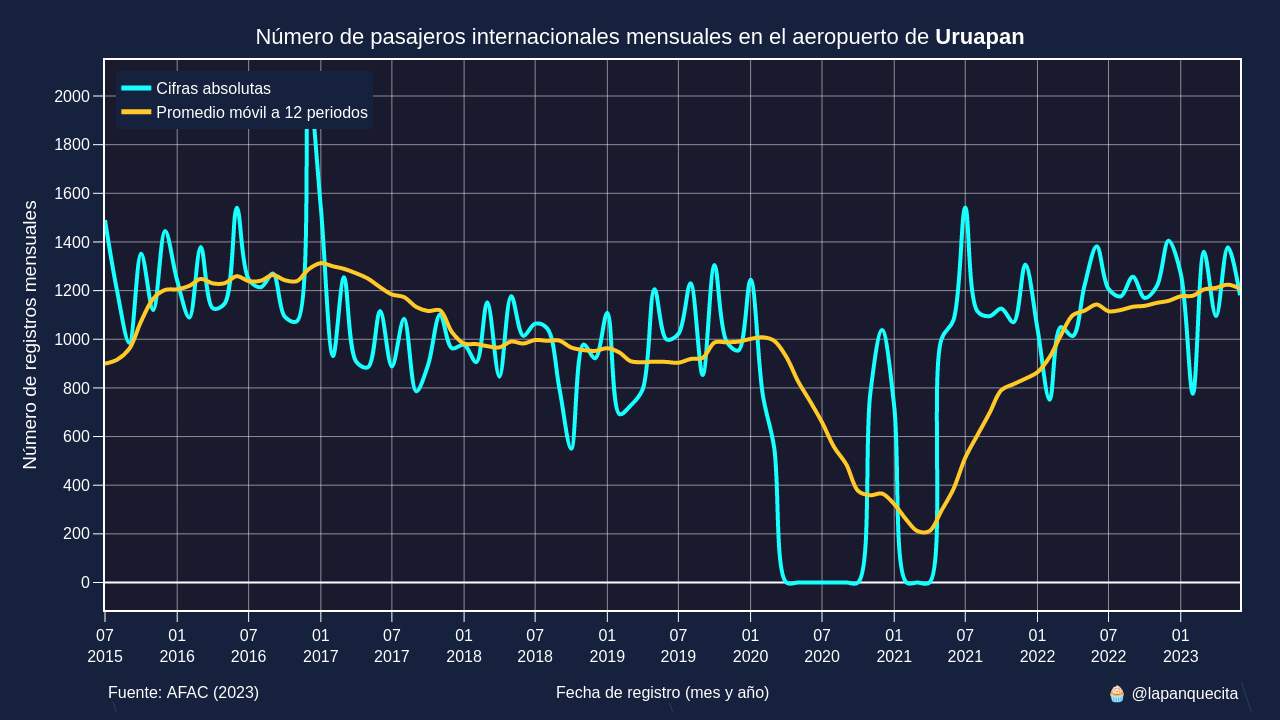 Número de pasajeros internacionales mensuales en el aeropuerto de Uruapan
Cifras absolutas
Promedio móvil a 12 periodos
Número de registros mensuales
2000
1800
1600
1400
1200
1000
800
600
400
200
0
07 01 07 01 07 01 07 01 07 01 07 01 07 01 07 01
2015 2016 2016 2017 2017 2018 2018 2019 2019 2020 2020 2021 2021 2022 2022 2023
Fuente: AFAC (2023)
Fecha de registro (mes y año)
🧁 @lapanquecita